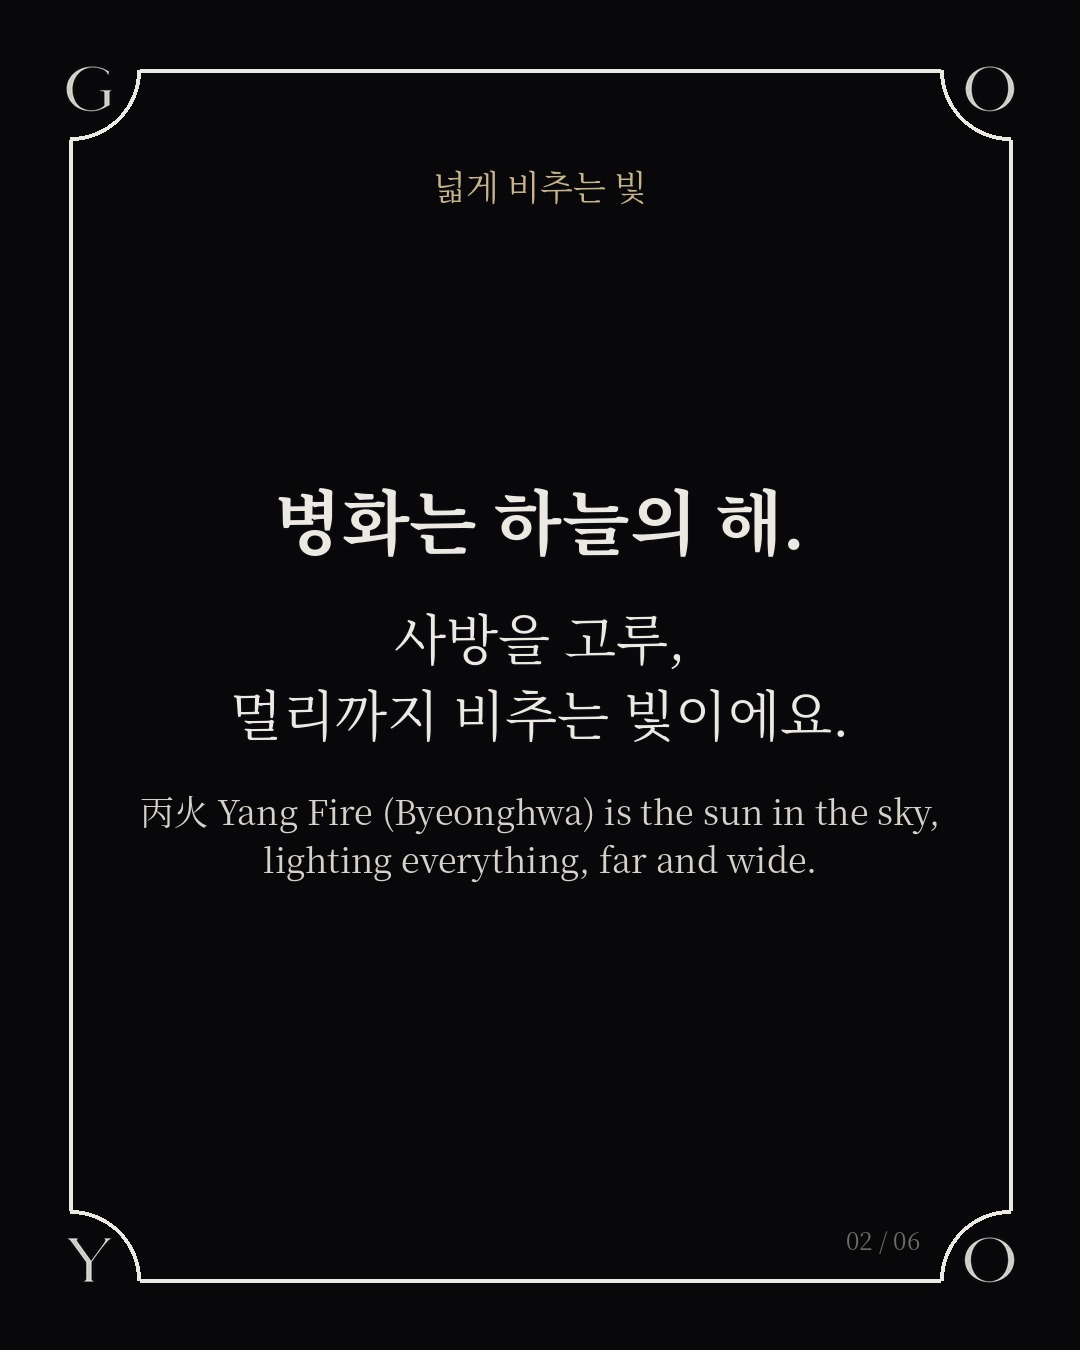 G O
넓게 비추는 빛
병화는 하늘의 해.
사방을 고루,
멀리까지 비추는 빛이에요.
丙火 Yang Fire (Byeonghwa) is the sun in the sky,
lighting everything, far and wide.
02 / 06
Y O